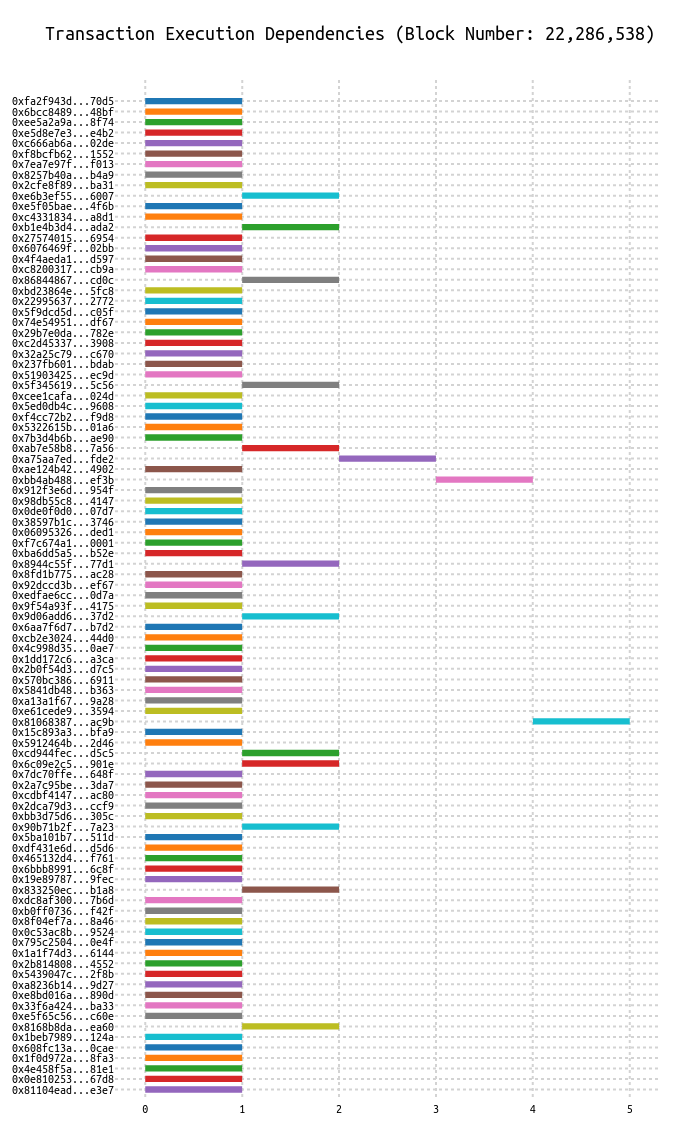 Transaction Execution Dependencies (Block Number: 22,286,538)
0xfa2f943d...70d5
0x6bcc8489...48bf
0xee5a2a9a...8f74
0xe5d8e7e3...e4b2
0xc666ab6a...02de
0xf8bcfb62...1552
0x7ea7e97f...f013
0x8257b40a...b4a9
0x2cfe8f89...ba31
0xe6b3ef55...6007
0xe5f05bae...4f6b
0xc4331834...a8d1
0xb1e4b3d4...ada2
0x27574015...6954
0x6076469f...02bb
0x4f4aeda1...d597
0xc8200317...cb9a
0x86844867...cd0c
0xbd23864e...5fc8
0x22995637...2772
0x5f9dcd5d...c05f
0x74e54951...df67
0x29b7e0da...782e
0xc2d45337...3908
0x32a25c79...c670
0x237fb601...bdab
0x51903425...ec9d
0x5f345619...5c56
0xcee1cafa...024d
0x5ed0db4c...9608
0xf4cc72b2...f9d8
0x5322615b...01a6
0x7b3d4b6b...ae90
0xab7e58b8...7a56
0xa75aa7ed...fde2
0xae124b42...4902
0xbb4ab488...ef3b
0x912f3e6d...954f
0x98db55c8...4147
0x0de0f0d0...07d7
0x38597b1c...3746
0x06095326...ded1
0xf7c674a1...0001
0xba6dd5a5...b52e
0x8944c55f...77d1
0x8fd1b775...ac28
0x92dccd3b...ef67
0xedfae6cc...0d7a
0x9f54a93f...4175
0x9d06add6...37d2
0x6aa7f6d7...b7d2
0xcb2e3024...44d0
0x4c998d35...0ae7
0x1dd172c6...a3ca
0x2b0f54d3...d7c5
0x570bc386...6911
0x5841db48...b363
0xa13a1f67...9a28
0xe61cede9...3594
0x81068387...ac9b
0x15c893a3...bfa9
0x5912464b...2d46
0xcd944fec...d5c5
0x6c09e2c5...901e
0x7dc70ffe...648f
0x2a7c95be...3da7
0xcdbf4147...ac80
0x2dca79d3...ccf9
0xbb3d75d6...305c
0x90b71b2f...7a23
0x5ba101b7...511d
0xdf431e6d...d5d6
0x465132d4...f761
0x6bbb8991...6c8f
0x19e89787...9fec
0x833250ec...b1a8
0xdc8af300...7b6d
0xb0ff0736...f42f
0x8f04ef7a...8a46
0x0c53ac8b...9524
0x795c2504...0e4f
0x1a1f74d3...6144
0x2b814808...4552
0x5439047c...2f8b
0xa8236b14...9d27
0xe8bd016a...890d
0x33f6a424...ba33
0xe5f65c56...c60e
0x8168b8da...ea60
0x1beb7989...124a
0x608fc13a...0cae
0x1f0d972a...8fa3
0x4e458f5a...81e1
0x0e810253...67d8
0x81104ead...e3e7
0 1 2 3 4 5